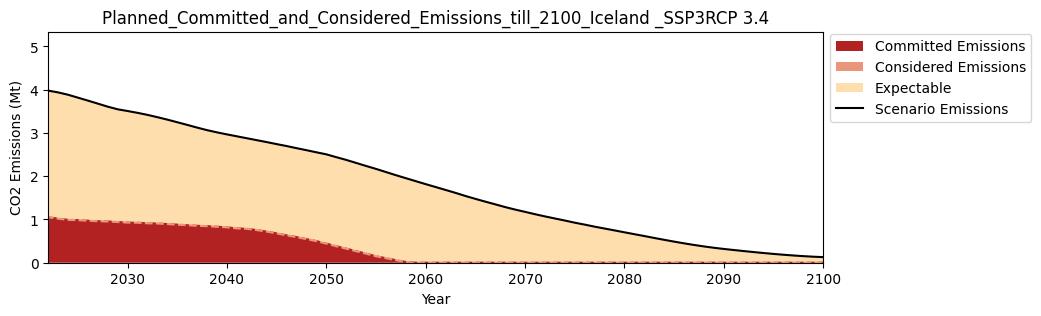 Planned_Committed_and_Considered_Emissions_till_2100_Iceland _SSP3RCP 3.4
CO2 Emissions (Mt)
5
4
3
2
1
0
2030 2040 2050 2060 2070 2080 2090 2100
Year
Committed Emissions
Considered Emissions
Expectable
Scenario Emissions